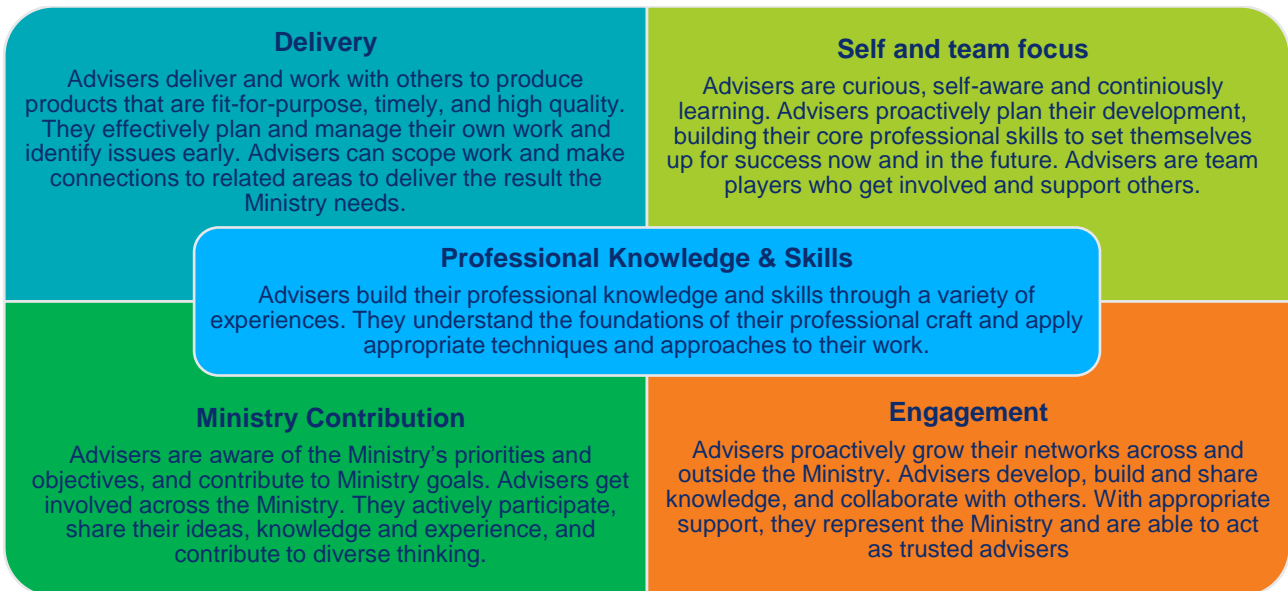 Delivery
Advisers deliver and work with others to produce
products that are fit-for-purpose, timely, and high quality.
They effectively plan and manage their own work and
identify issues early. Advisers can scope work and make
connections to related areas to deliver the result the
Ministry needs.
Self and team focus
Advisers are curious, self-aware and continiously
learning. Advisers proactively plan their development,
building their core professional skills to set themselves
up for success now and in the future. Advisers are team
players who get involved and support others.
Professional Knowledge & Skills
Advisers build their professional knowledge and skills through a variety of
experiences. They understand the foundations of their professional craft and apply
appropriate techniques and approaches to their work.
Ministry Contribution
Advisers are aware of the Ministry's priorities and
objectives, and contribute to Ministry goals. Advisers get
involved across the Ministry. They actively participate,
share their ideas, knowledge and experience, and
contribute to diverse thinking.
Engagement
Advisers proactively grow their networks across and
outside the Ministry. Advisers develop, build and share
knowledge, and collaborate with others. With appropriate
support, they represent the Ministry and are able to act
as trusted advisers